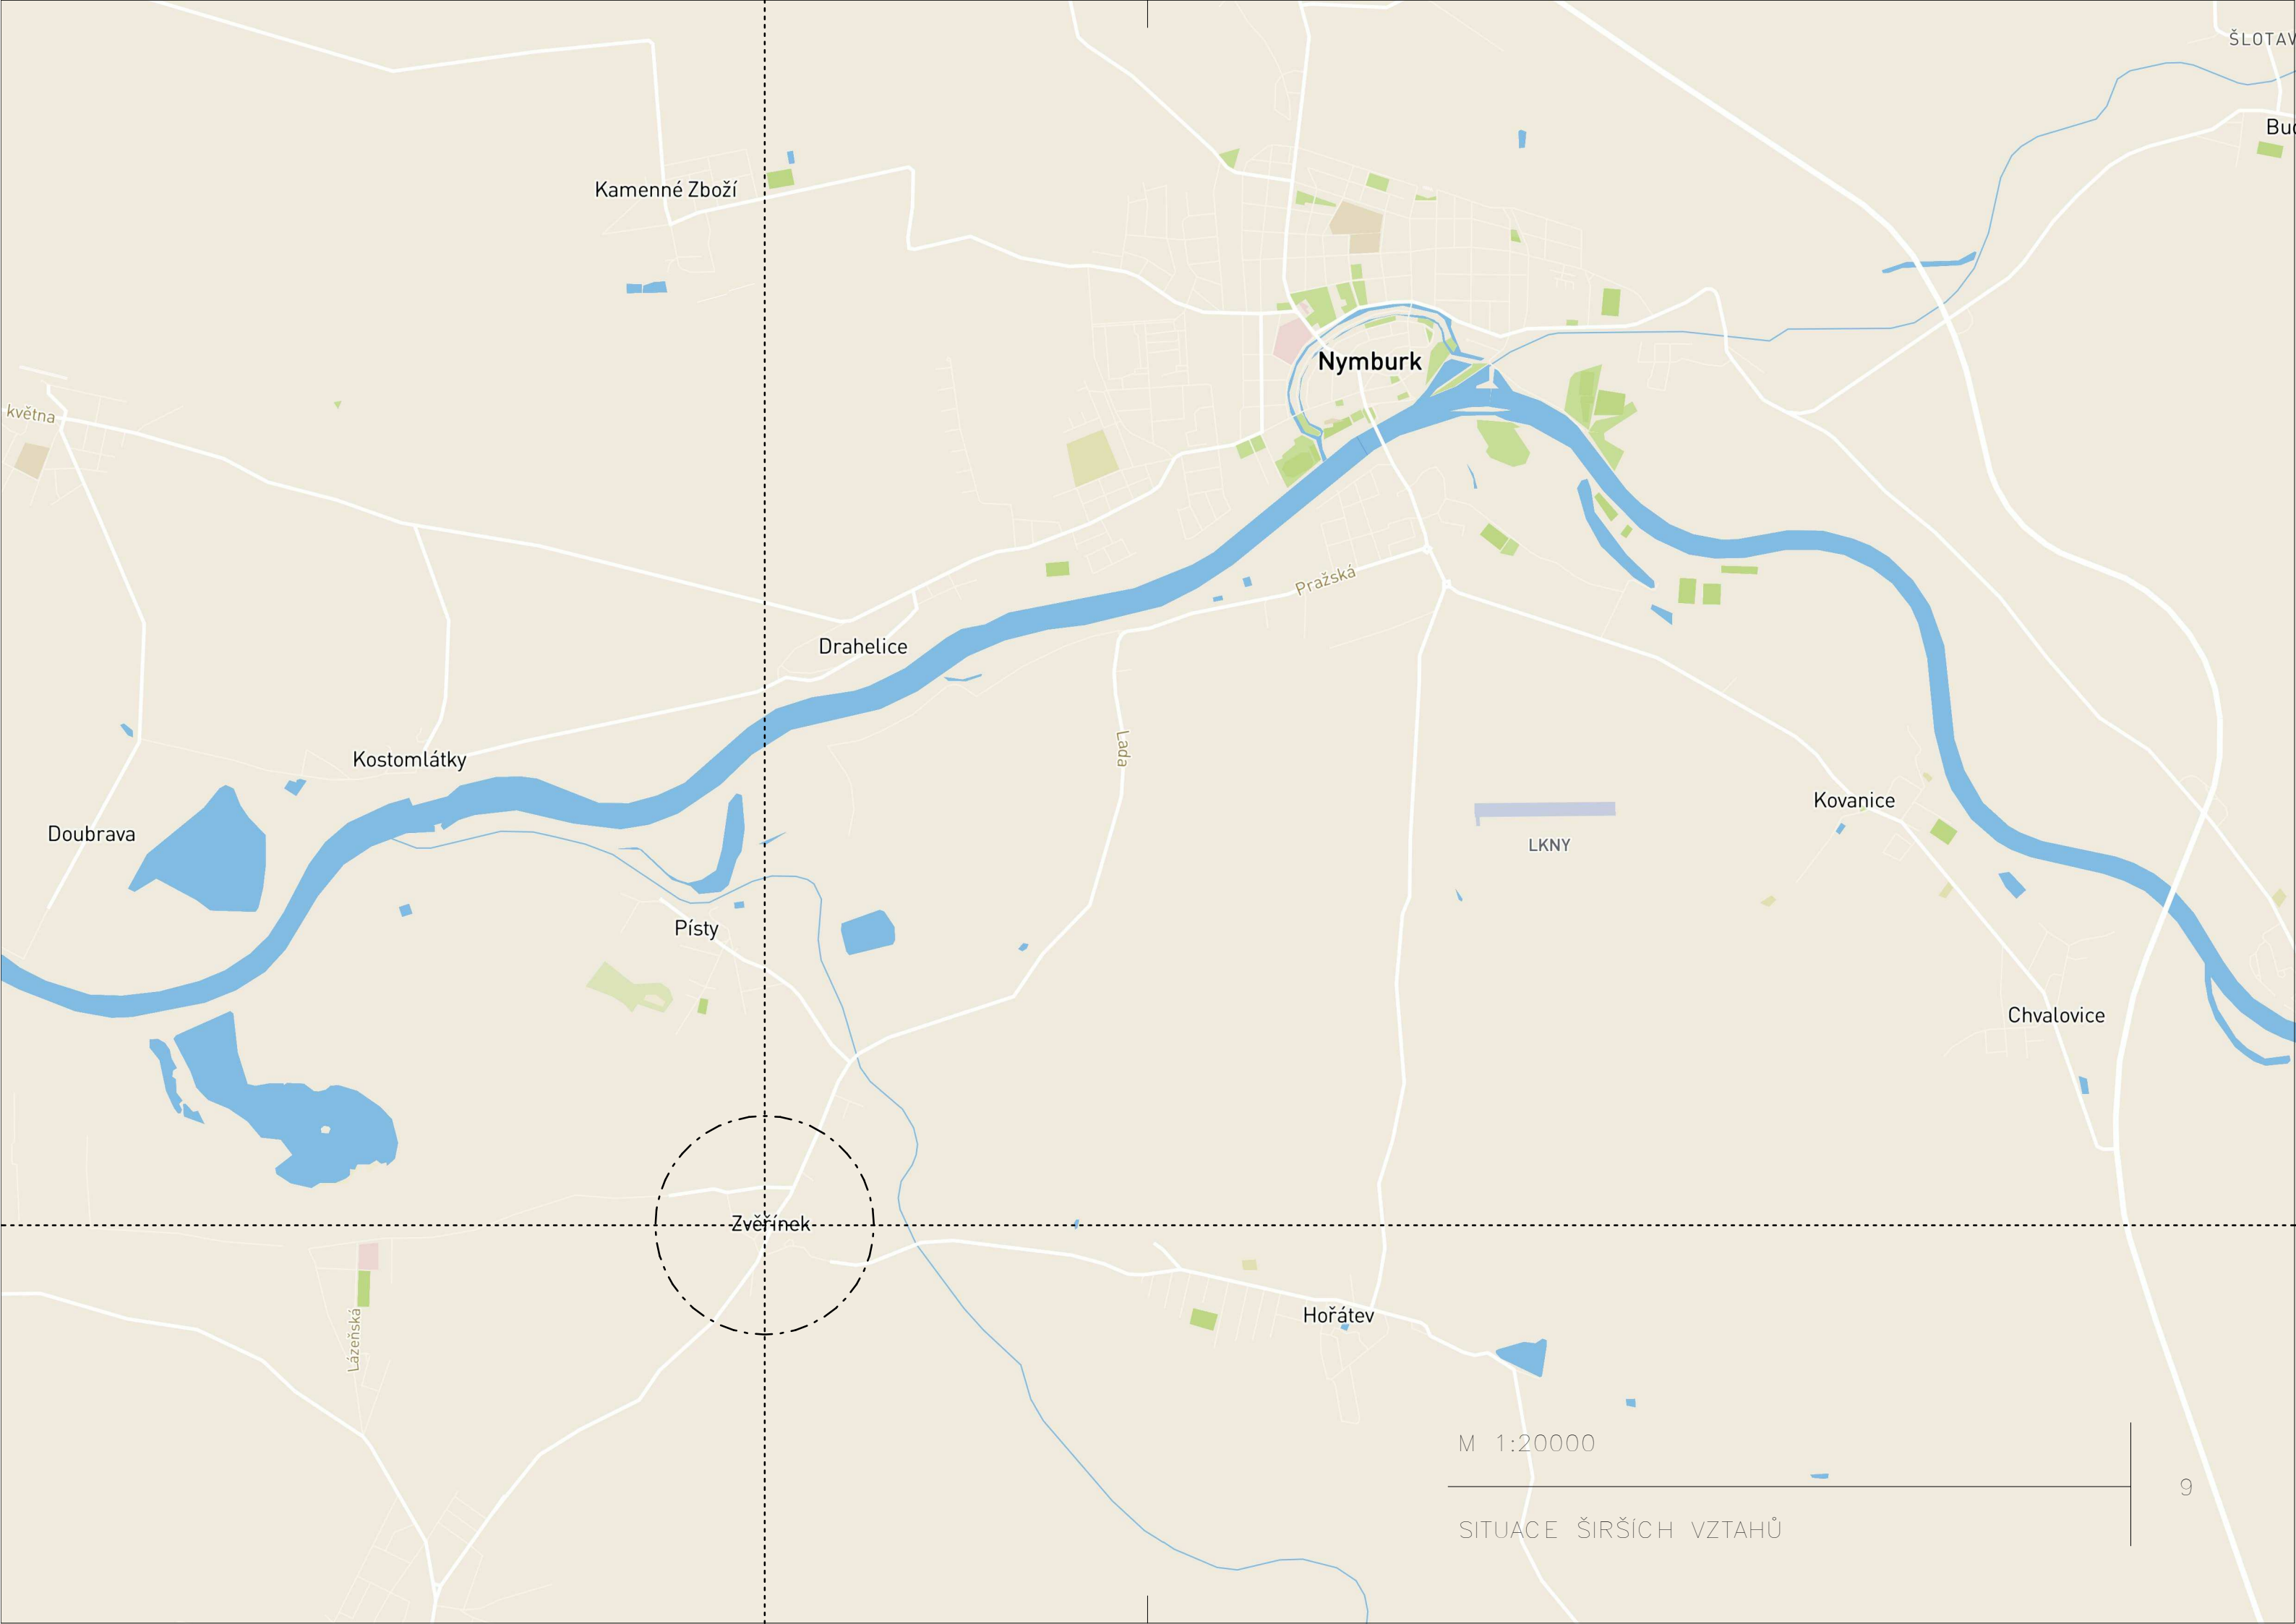 ŠLOTAV
Buc
Kamenné Zboží
Nymburk
května
Pražská
Drahelice
Lada
Kostomlátky
Kovanice
Doubrava
LKNY
Písty
Chvalovice
Zvěřínek
Hořátev
Lázeňská
M 1:20000
9
SITUACE ŠIRŠÍCH VZTAHŮ